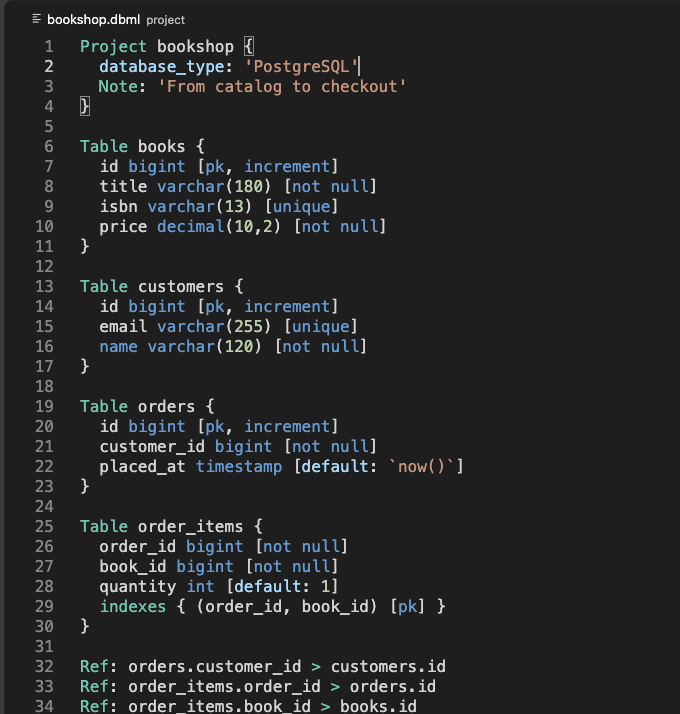 bookshop.dbml project
1 Project bookshop {
2   database_type: 'PostgreSQL'
3   Note: 'From catalog to checkout'
4 }
5
6 Table books {
7   id bigint [pk, increment]
8   title varchar(180) [not null]
9   isbn varchar(13) [unique]
10   price decimal(10,2) [not null]
11 }
12
13 Table customers {
14   id bigint [pk, increment]
15   email varchar(255) [unique]
16   name varchar(120) [not null]
17 }
18
19 Table orders {
20   id bigint [pk, increment]
21   customer_id bigint [not null]
22   placed_at timestamp [default: `now()`]
23 }
24
25 Table order_items {
26   order_id bigint [not null]
27   book_id bigint [not null]
28   quantity int [default: 1]
29   indexes { (order_id, book_id) [pk] }
30 }
31
32 Ref: orders.customer_id > customers.id
33 Ref: order_items.order_id > orders.id
34 Ref: order_items.book_id > books.id